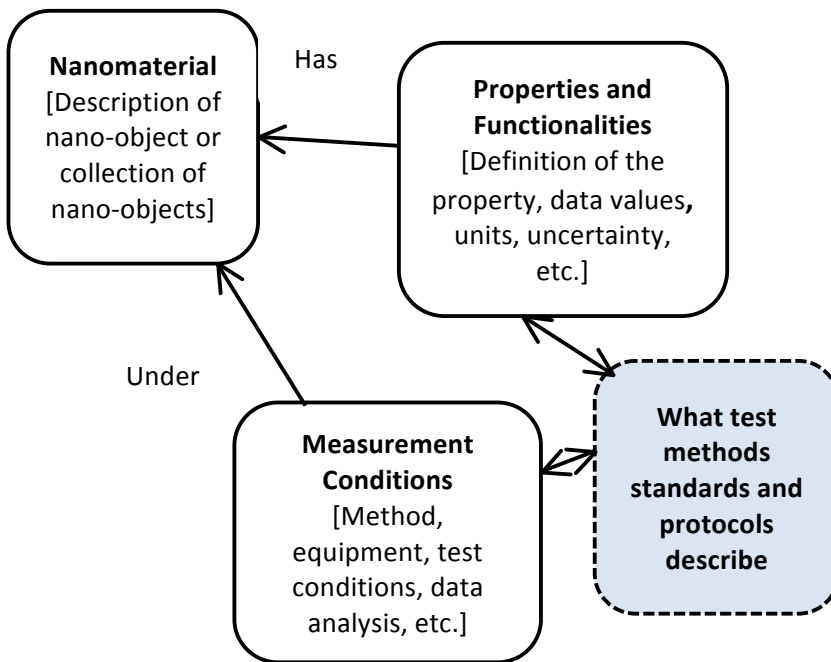 Nanomaterial
[Description of
nano-object or
collection of
nano-objects]
Has
Properties and
Functionalities
[Definition of the
property, data values,
units, uncertainty,
etc.]
Under
Measurement
Conditions
[Method,
equipment, test
conditions, data
analysis, etc.]
What test
methods
standards and
protocols
describe